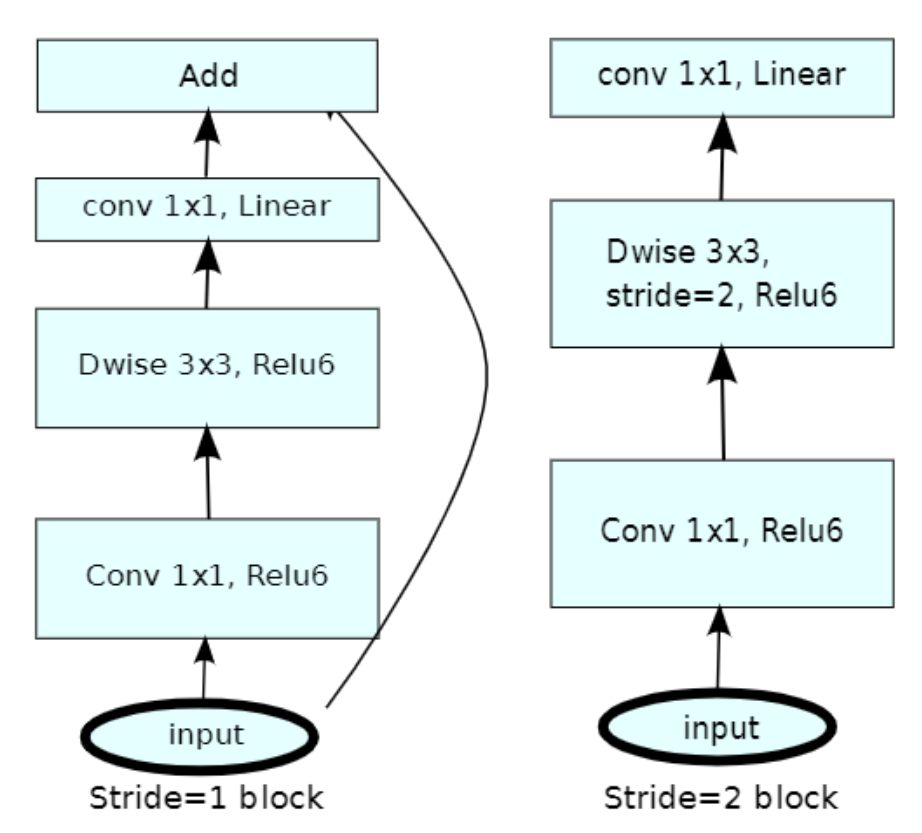 Add
conv 1x1, Linear
Dwise 3x3, Relu6
Conv 1x1, Relu6
input
Stride=1 block
conv 1x1, Linear
Dwise 3x3,
stride=2, Relu6
Conv 1x1, Relu6
input
Stride=2 block